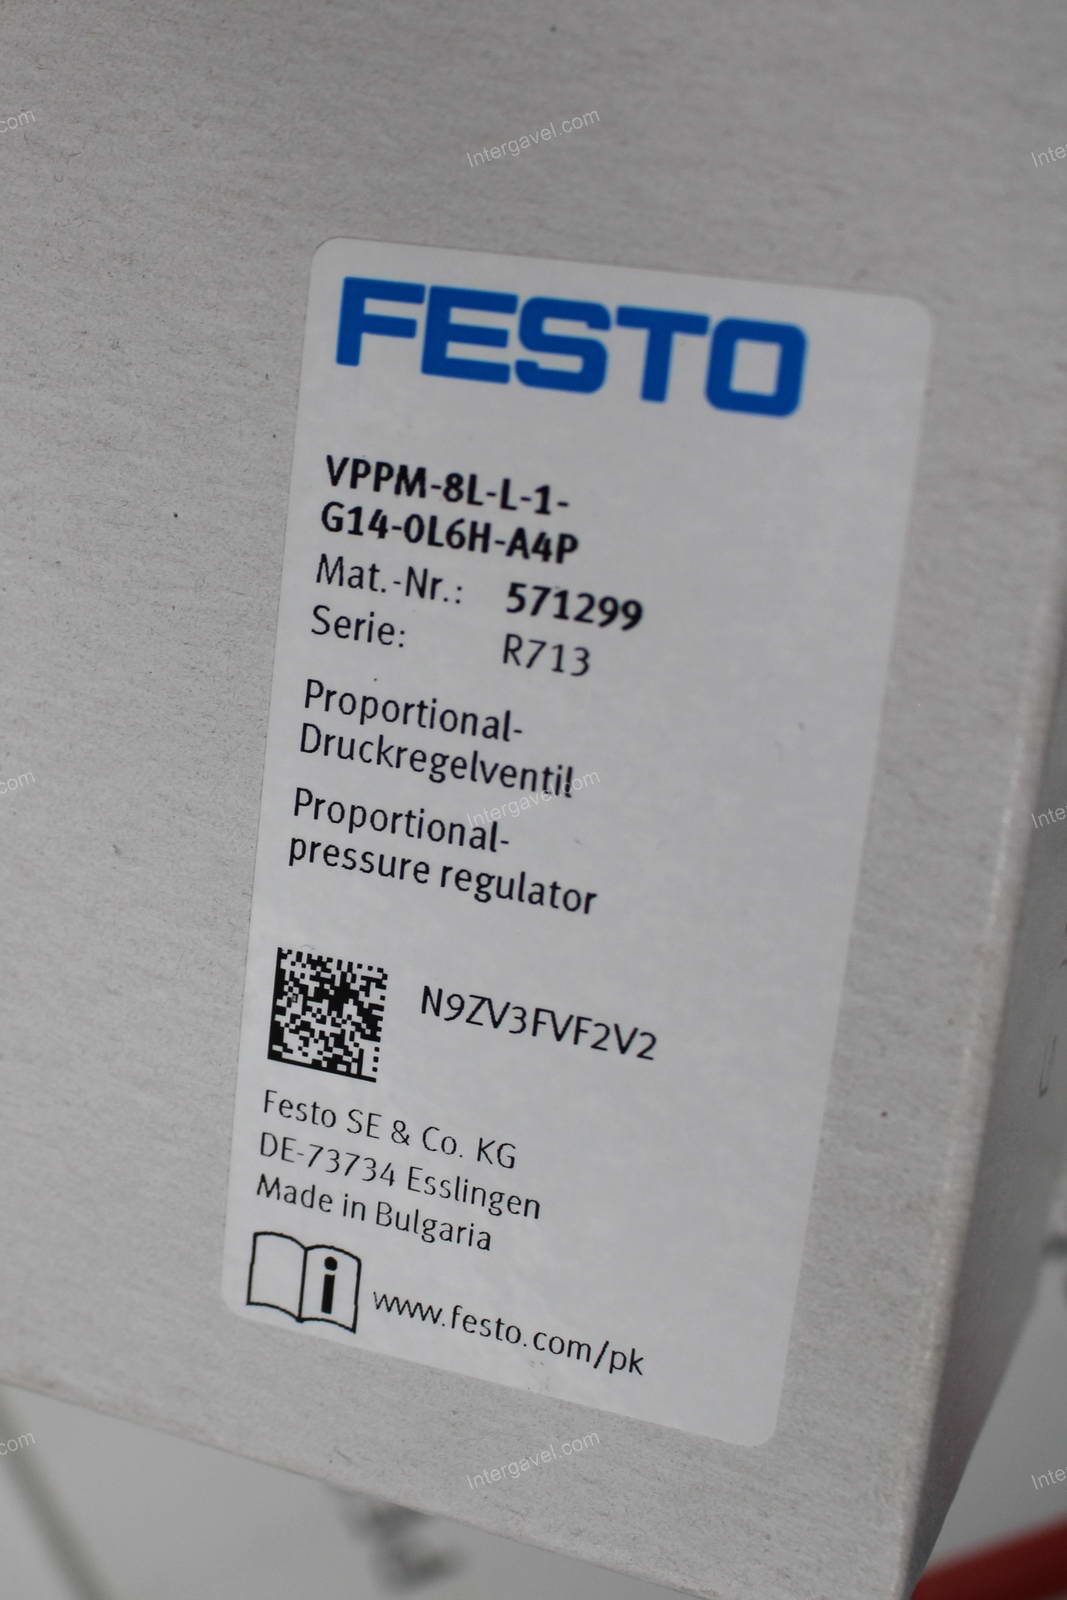 Intergavel.com
FESTO
VPPM-8L-L-1-
G14-0L6H-A4P
Mat.-Nr.: 571299
Serie: R713
Proportional-
Druckregelventil
Intergavel.com
Proportional-
pressure regulator
N9ZV3FVF2V2
Festo SE & Co. KG
DE-73734 Esslingen
Made in Bulgaria
i www.festo.com/pk
Intergavel.com